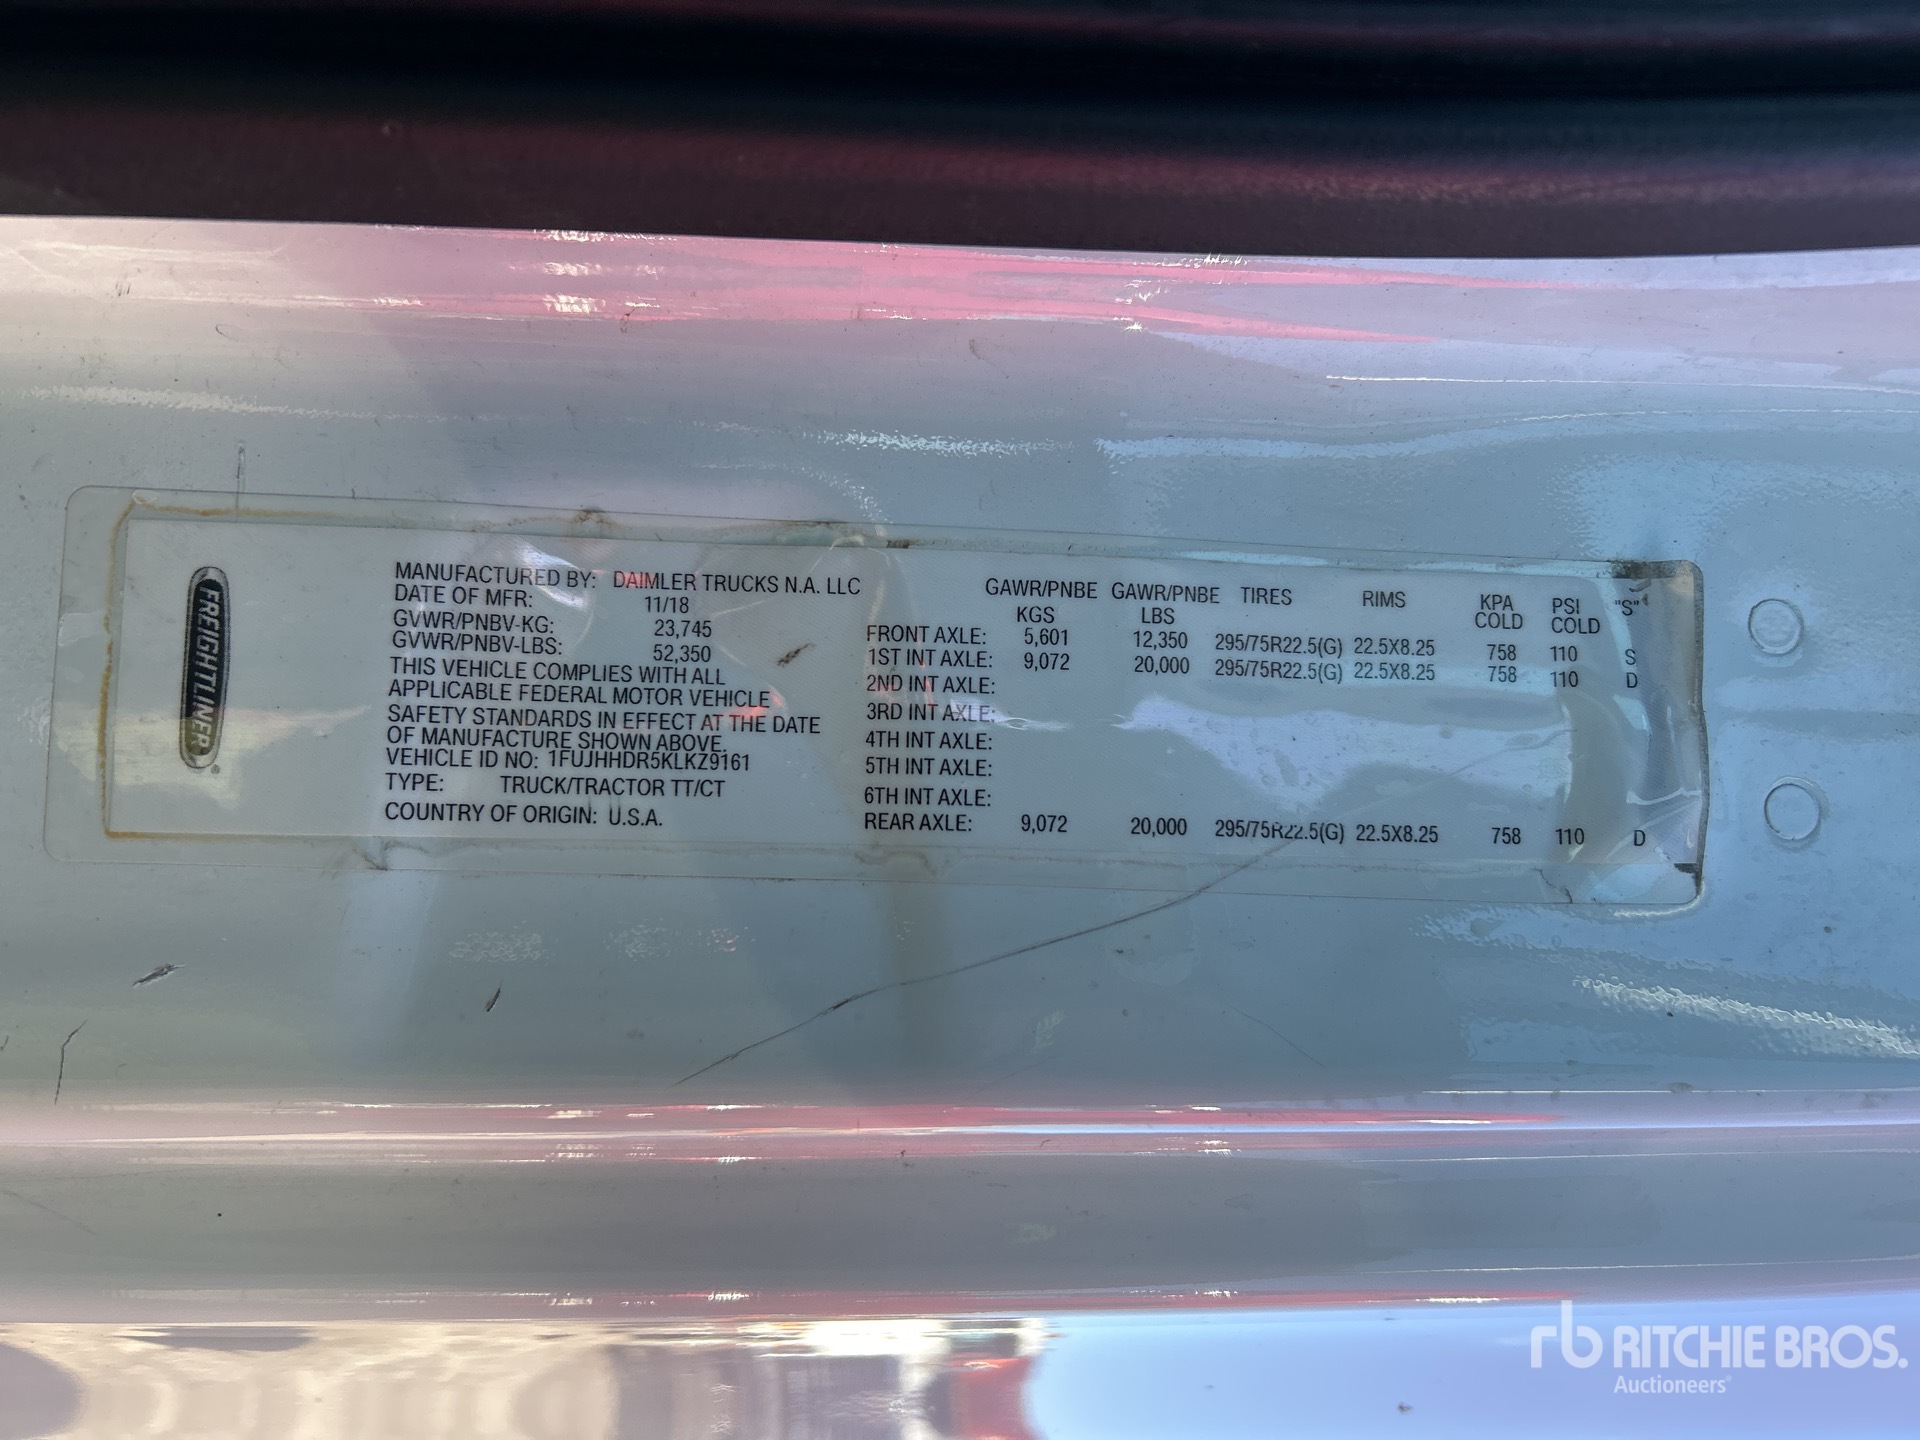 FREIGHTLINER
MANUFACTURED BY: DAIMLER TRUCKS N.A. LLC
DATE OF MFR: 11/18
GVWR/PNBV-KG: 23,745
GVWR/PNBV-LBS: 52,350
THIS VEHICLE COMPLIES WITH ALL
APPLICABLE FEDERAL MOTOR VEHICLE
SAFETY STANDARDS IN EFFECT AT THE DATE
OF MANUFACTURE SHOWN ABOVE.
VEHICLE ID NO: 1FUJHHDR5KLKZ9161
TYPE: TRUCK/TRACTOR TT/CT
COUNTRY OF ORIGIN: U.S.A.
GAWR/PNBE GAWR/PNBE TIRES RIMS KPA PSI "S"
KGS LBS COLD COLD
FRONT AXLE: 5,601 12,350 295/75R22.5(G) 22.5X8.25 758 110 S
1ST INT AXLE: 9,072 20,000 295/75R22.5(G) 22.5X8.25 758 110 D
2ND INT AXLE:
3RD INT AXLE:
4TH INT AXLE:
5TH INT AXLE:
6TH INT AXLE:
REAR AXLE: 9,072 20,000 295/75R22.5(G) 22.5X8.25 758 110 D
rb RITCHIE BROS.
Auctioneers